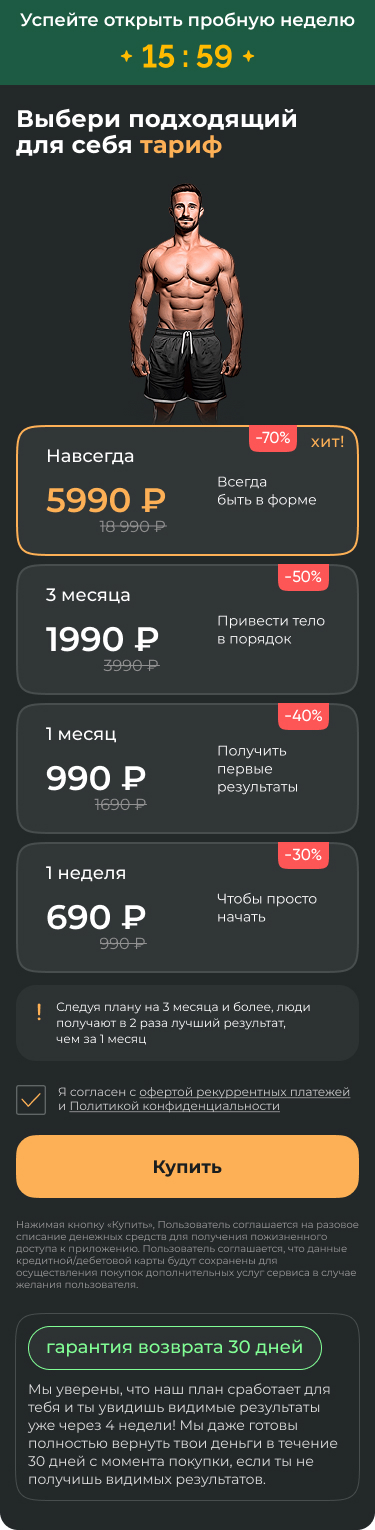 Успейте открыть пробную неделю
15 : 59
Выбери подходящий
для себя тариф
-70%
хит!
Навсегда
5990 ₽
18 990 ₽
Всегда
быть в форме
-50%
3 месяца
1990 ₽
3990 ₽
Привести тело
в порядок
-40%
1 месяц
990 ₽
1690 ₽
Получить
первые
результаты
-30%
1 неделя
690 ₽
990 ₽
Чтобы просто
начать
!
Следуя плану на 3 месяца и более, люди
получают в 2 раза лучший результат,
чем за 1 месяц
Я согласен с офертой рекуррентных платежей
и Политикой конфиденциальности
Купить
Нажимая кнопку «Купить», Пользователь соглашается на разовое
списание денежных средств для получения пожизненного
доступа к приложению. Пользователь соглашается, что данные
кредитной/дебетовой карты будут сохранены для
осуществления покупок дополнительных услуг сервиса в случае
желания пользователя.
гарантия возврата 30 дней
Мы уверены, что наш план сработает для
тебя и ты увидишь видимые результаты
уже через 4 недели! Мы даже готовы
полностью вернуть твои деньги в течение
30 дней с момента покупки, если ты не
получишь видимых результатов.